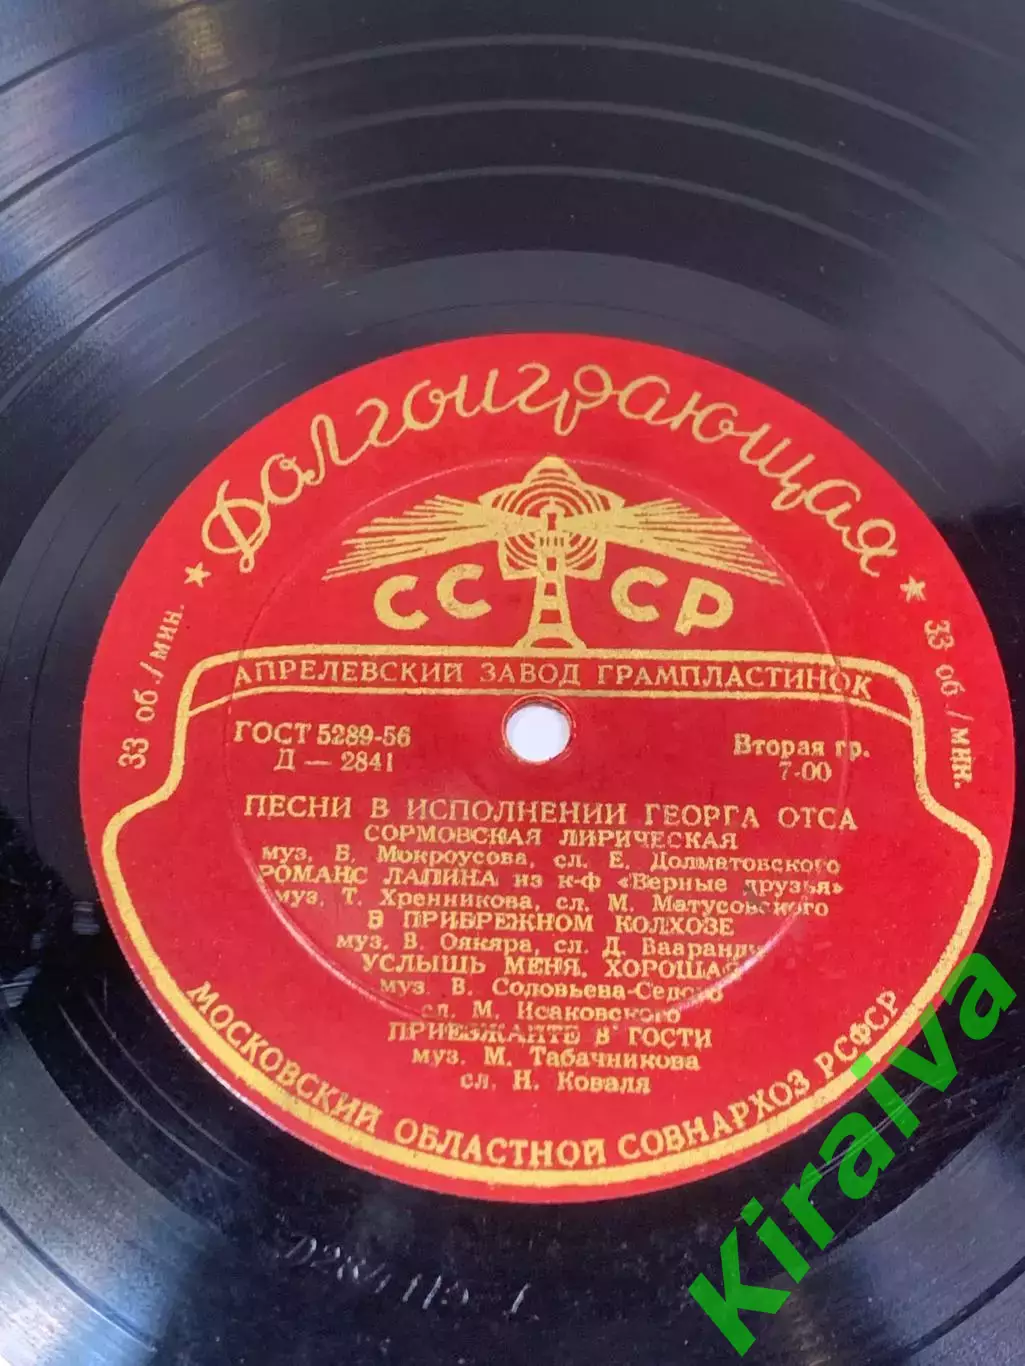 Долгоиграющая
33 об./мин.
33 об./мин.
СССР
АПРЕЛЕВСКИЙ ЗАВОД ГРАМПЛАСТИНОК
ГОСТ 5289-56
Д — 2841
Вторая гр.
7-00
ПЕСНИ В ИСПОЛНЕНИИ ГЕОРГА ОТСА
СОРМОВСКАЯ ЛИРИЧЕСКАЯ
муз. Б. Мокроусова, сл. Е. Долматовского
РОМАНС ЛАПИНА из к-ф «Верные друзья»
муз. Т. Хренникова, сл. М. Матусовского
В ПРИБРЕЖНОМ КОЛХОЗЕ
муз. В. Оякяра, сл. Д. Вааранди
УСЛЫШЬ МЕНЯ, ХОРОШАЯ
муз. В. Соловьева-Седого
сл. М. Исаковского
ПРИЕЗЖАЙТЕ В ГОСТИ
муз. М. Табачникова
сл. Н. Коваля
МОСКОВСКИЙ ОБЛАСТНОЙ СОВНАРХОЗ РСФСР
Kiraiva